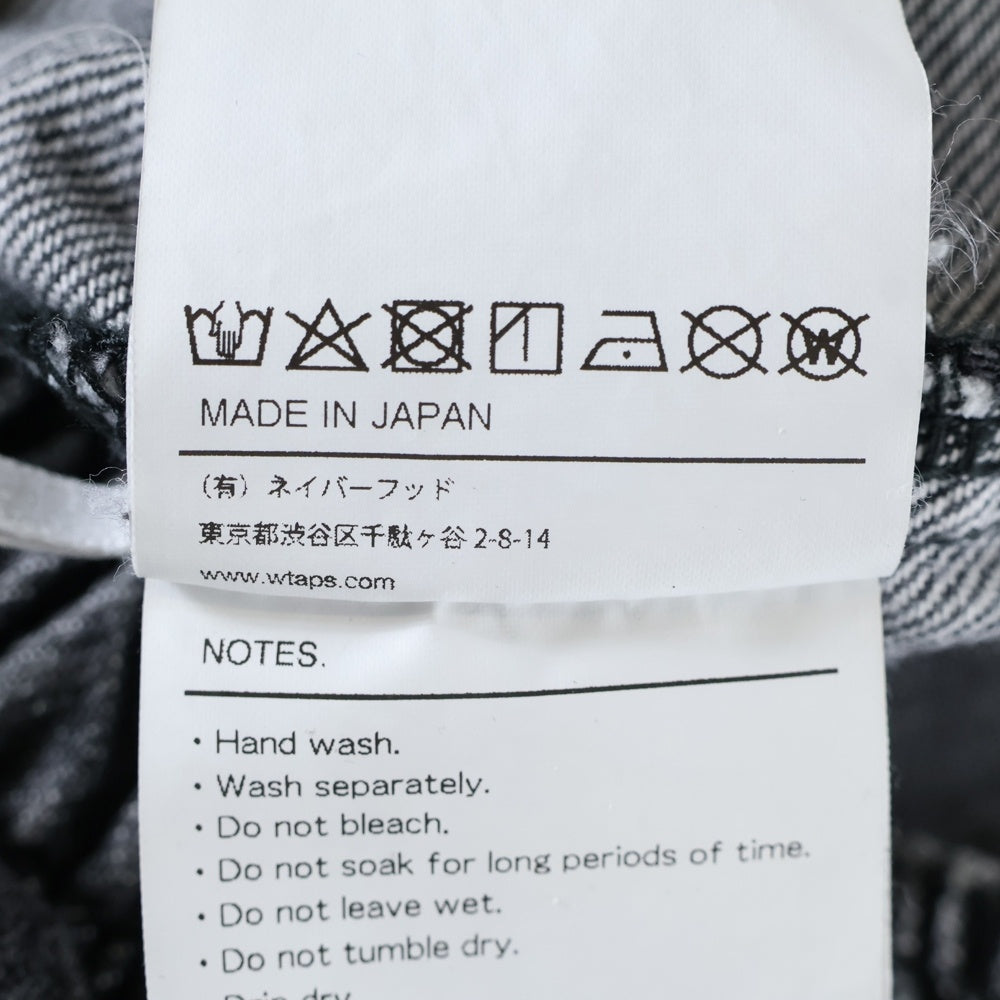 W
MADE IN JAPAN
（有）ネイバーフッド
東京都渋谷区千駄ヶ谷 2-8-14
www.wtaps.com
NOTES.
・Hand wash.
・Wash separately.
・Do not bleach.
・Do not soak for long periods of time.
・Do not leave wet.
・Do not tumble dry.
Drip dry